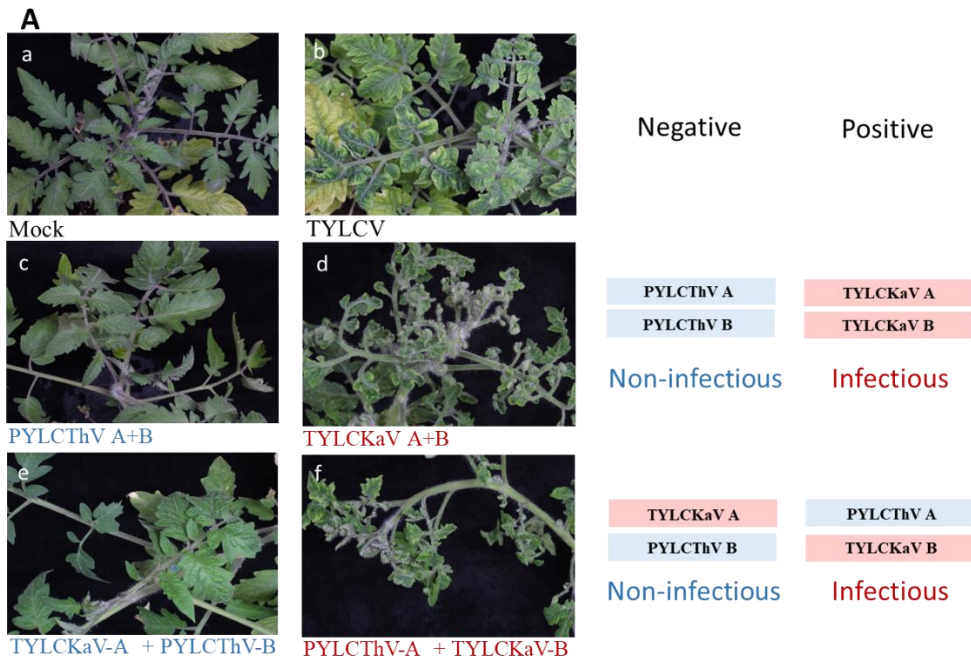 A
a
b
Negative
Positive
Mock
TYLCV
c
d
PYLCThV A
TYLCKaV A
PYLCThV B
TYLCKaV B
Non-infectious
Infectious
PYLCThV A+B
TYLCKaV A+B
e
f
TYLCKaV A
PYLCThV A
PYLCThV B
TYLCKaV B
Non-infectious
Infectious
TYLCKaV-A + PYLCThV-B
PYLCThV-A + TYLCKaV-B